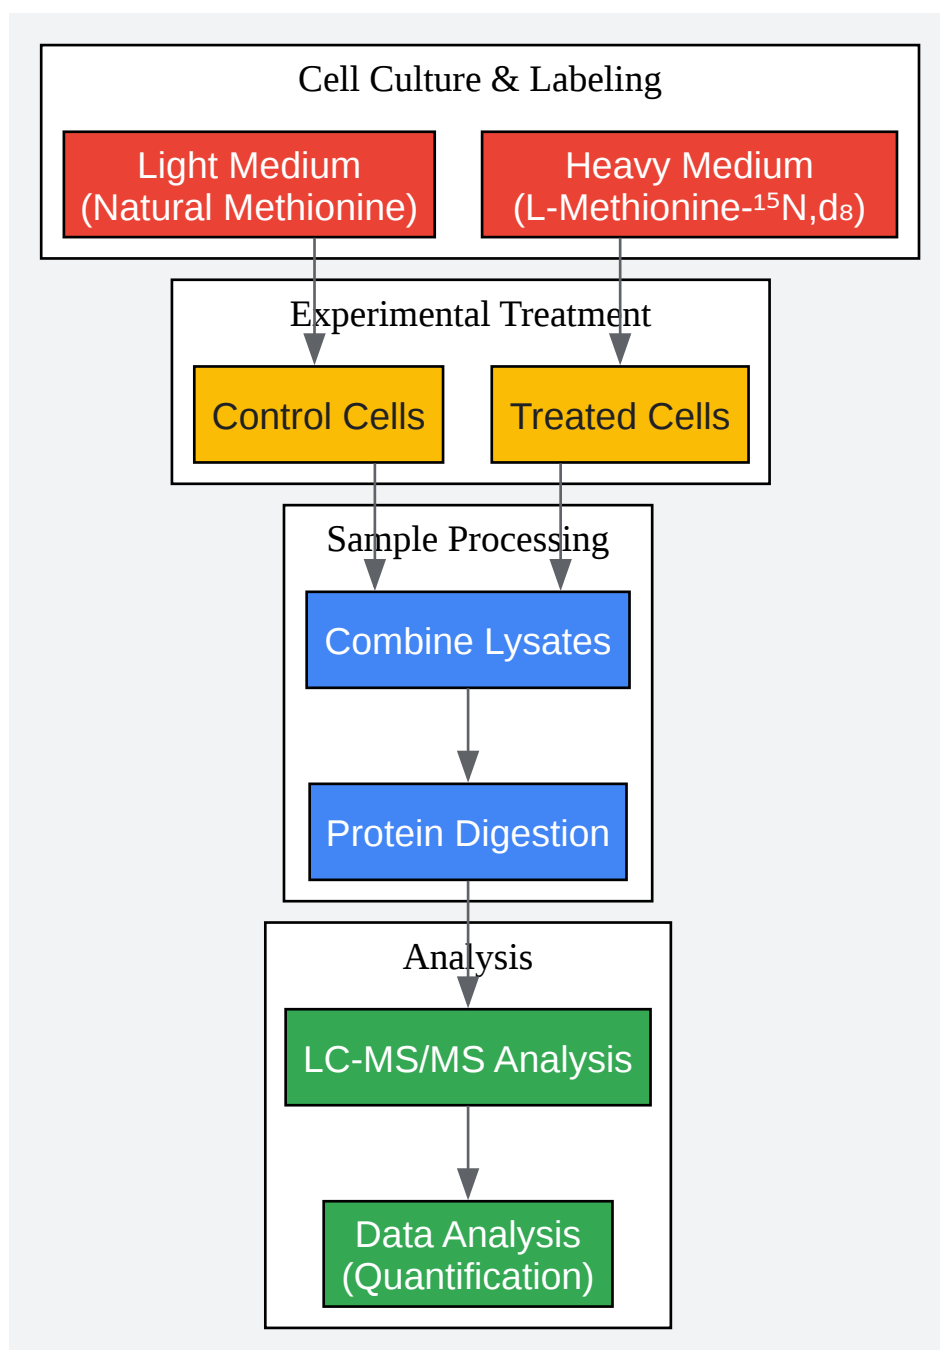 Cell Culture & Labeling
Light Medium
(Natural Methionine)
Heavy Medium
(L-Methionine-¹⁵N,d₈)
Experimental Treatment
Control Cells
Treated Cells
Sample Processing
Combine Lysates
Protein Digestion
Analysis
LC-MS/MS Analysis
Data Analysis
(Quantification)